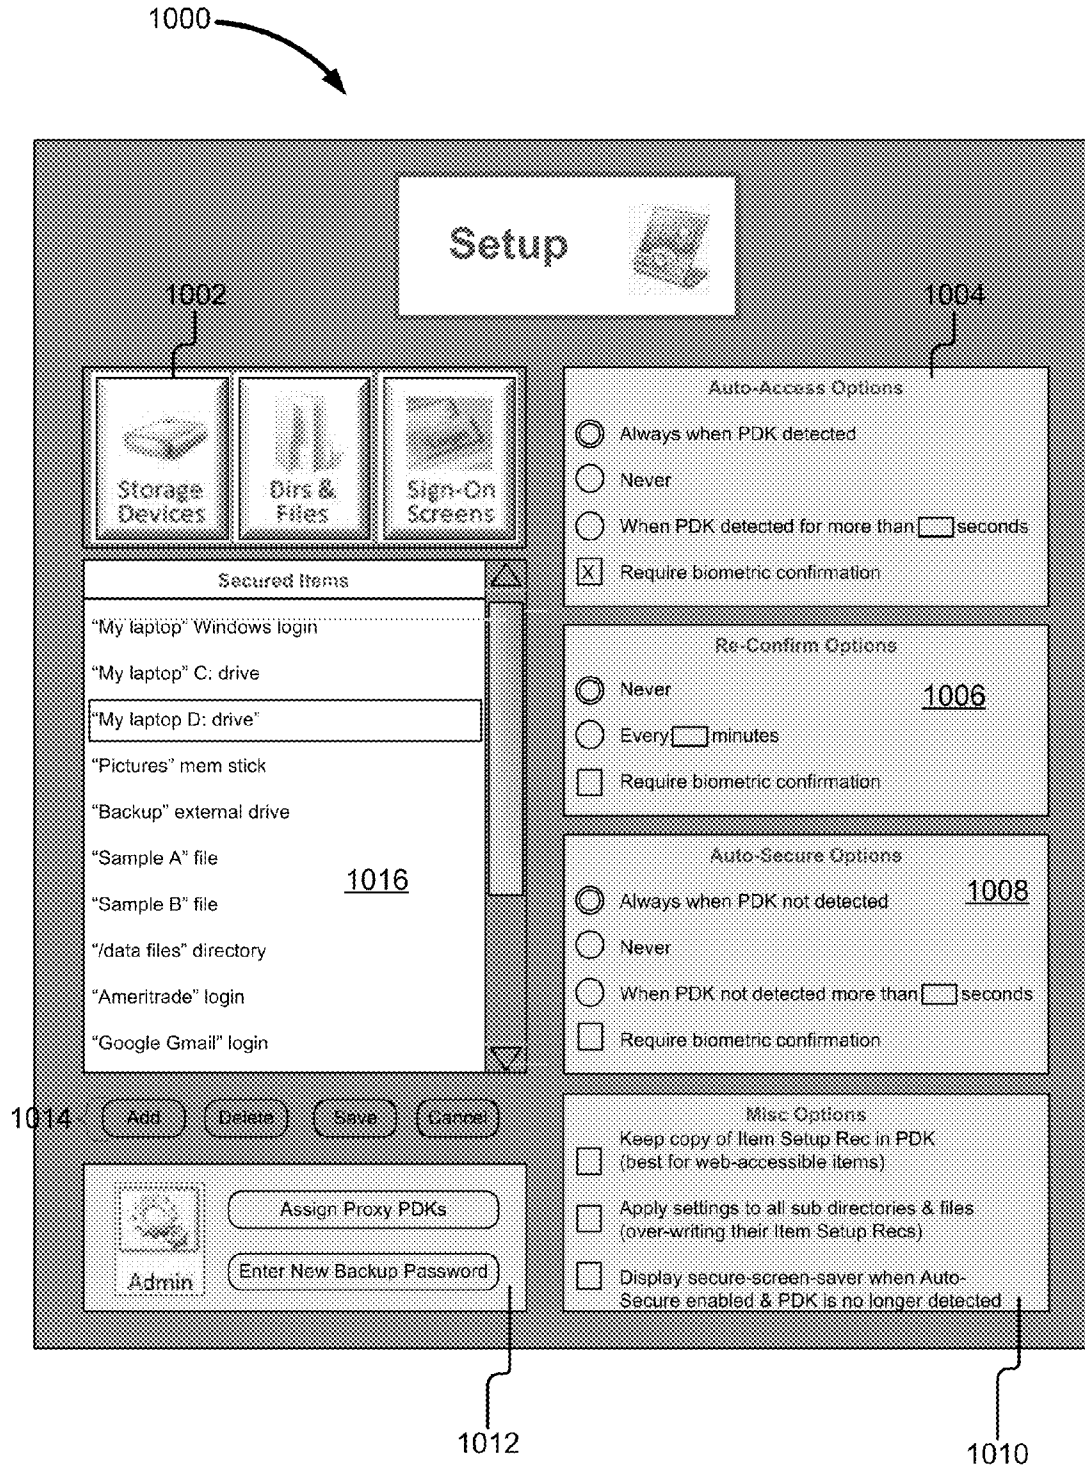 1000
Setup
1002
1004
Storage Devices
Dirs & Files
Sign-On Screens
Secured Items
“My laptop” Windows login
“My laptop” C: drive
“My laptop D: drive”
“Pictures” mem stick
“Backup” external drive
“Sample A” file
1016
“Sample B” file
“/data files” directory
“Ameritrade” login
“Google Gmail” login
1014
Add
Delete
Save
Cancel
Admin
Assign Proxy PDKs
Enter New Backup Password
Auto-Access Options
Always when PDK detected
Never
When PDK detected for more than seconds
X Require biometric confirmation
Re-Confirm Options
Never
1006
Every minutes
Require biometric confirmation
Auto-Secure Options
1008
Always when PDK not detected
Never
When PDK not detected more than seconds
Require biometric confirmation
Misc Options
Keep copy of Item Setup Rec in PDK
(best for web-accessible items)
Apply settings to all sub directories & files
(over-writing their Item Setup Recs)
Display secure-screen-saver when Auto-
Secure enabled & PDK is no longer detected
1012
1010